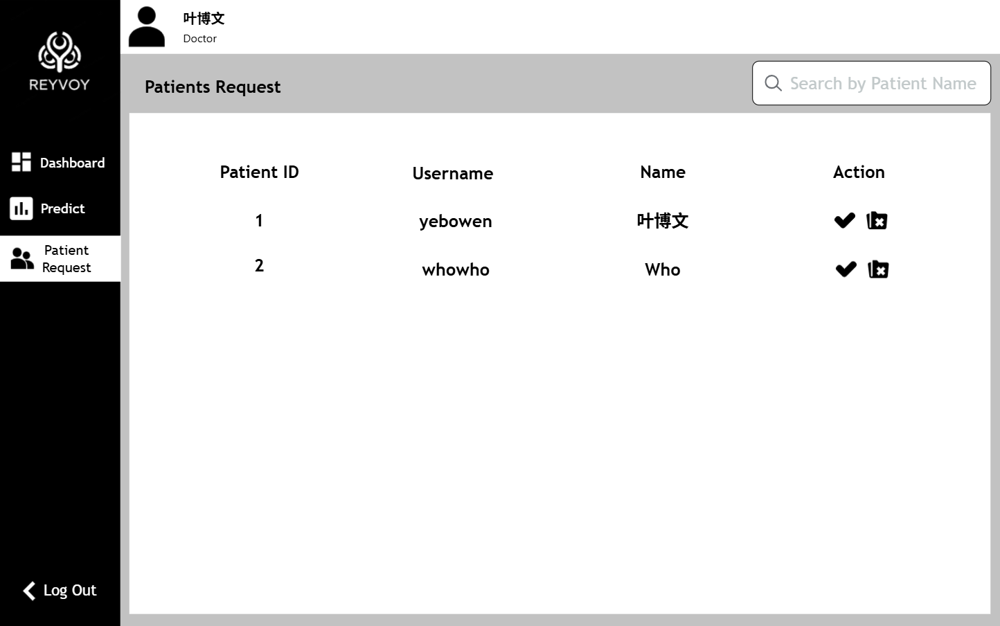 叶博文
Doctor
REYVOY
Patients Request
Search by Patient Name
Dashboard
Predict
Patient
Request
Log Out
Patient ID Username Name Action
1 yebowen 叶博文
2 whowho Who